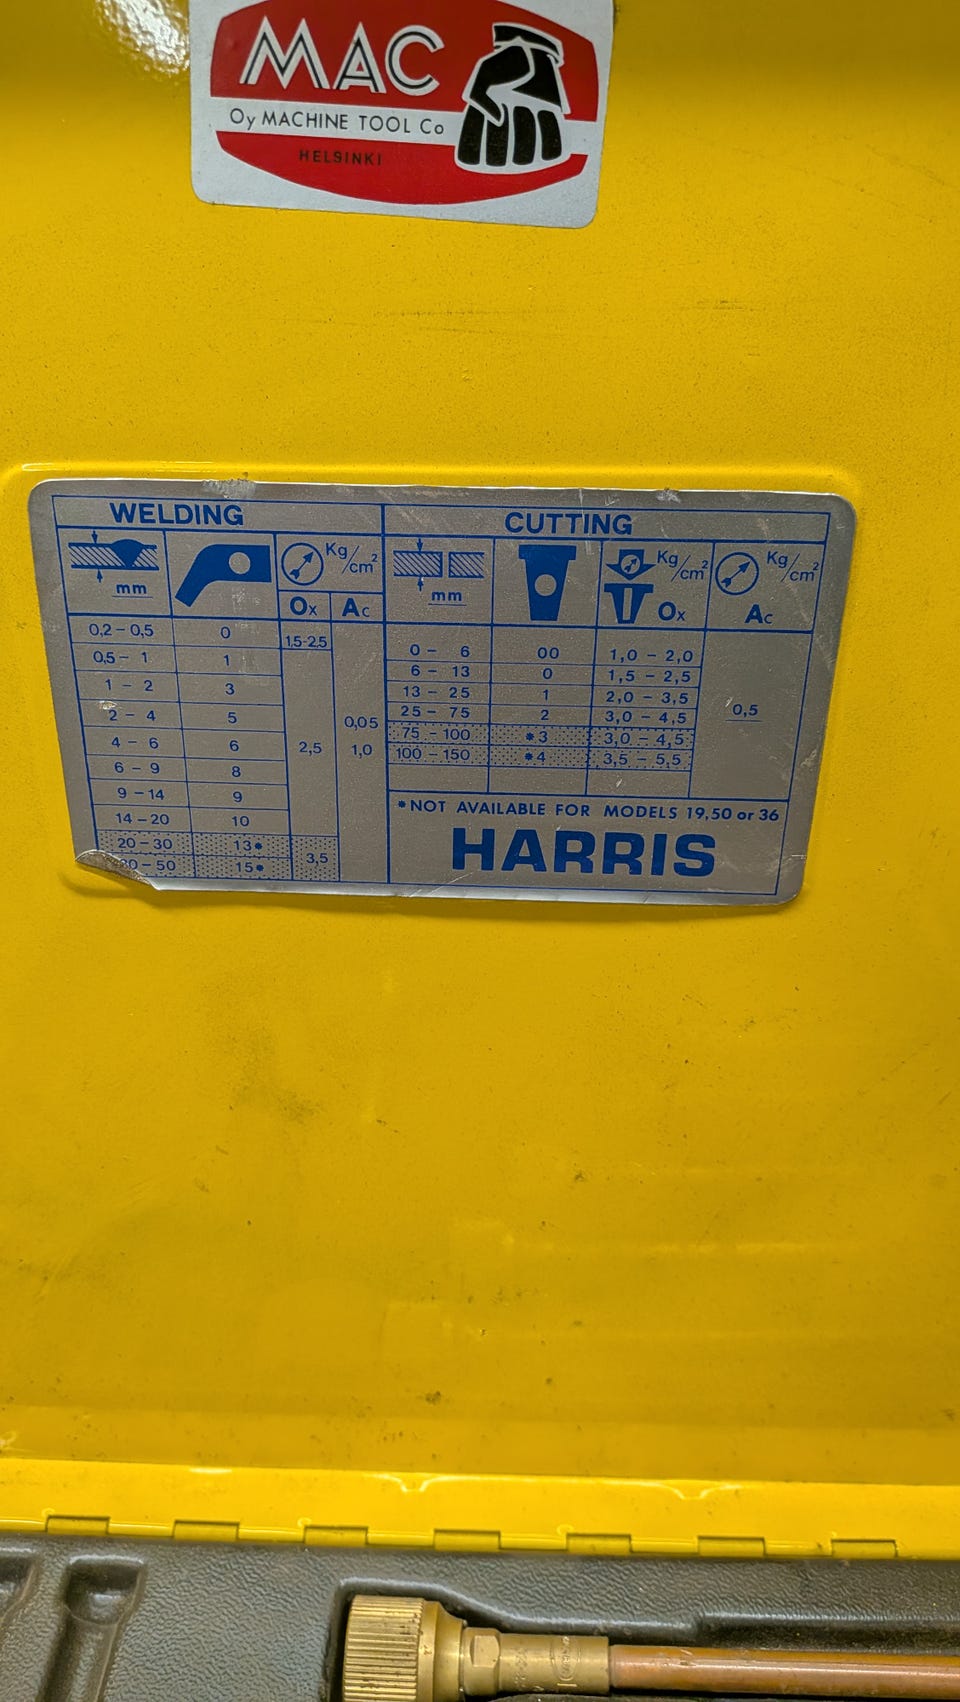 MAC
Oy MACHINE TOOL Co
HELSINKI
WELDING
CUTTING
mm
Kg/cm²
Ox Ac
mm
Kg/cm² Ox
Kg/cm² Ac
0,2 - 0,5 0 1,5-2,5
0,5 - 1 1
1 - 2 3
2 - 4 5
4 - 6 6
6 - 9 8
9 - 14 9
14 - 20 10
20 - 30 13*
30 - 50 15*
2,5
3,5
0,05
1,0
0 - 6 00 1,0 - 2,0
6 - 13 0 1,5 - 2,5
13 - 25 1 2,0 - 3,5
25 - 75 2 3,0 - 4,5
75 - 100 *3 3,0 - 4,5
100 - 150 *4 3,5 - 5,5
0,5
*NOT AVAILABLE FOR MODELS 19,50 or 36
HARRIS